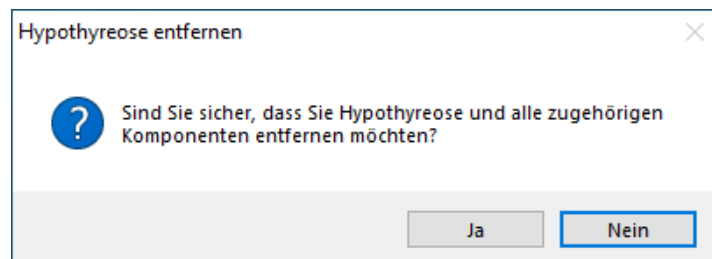 Hypothyreose entfernen
Sind Sie sicher, dass Sie Hypothyreose und alle zugehörigen
Komponenten entfernen möchten?
Ja
Nein